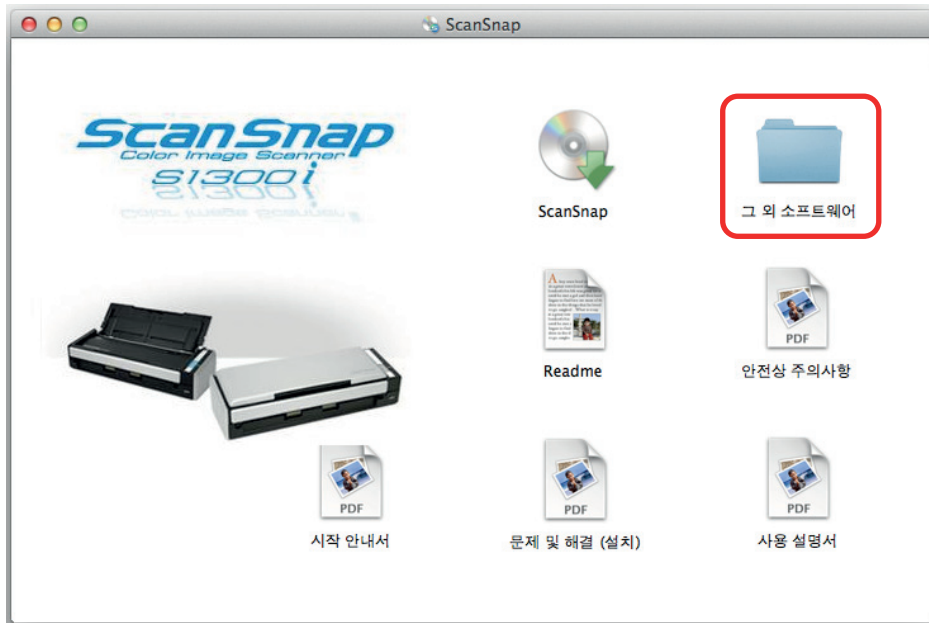 ScanSnap
ScanSnap
Color Image Scanner
S1300i
ScanSnap
그 외 소프트웨어
Readme
PDF
안전상 주의사항
PDF
시작 안내서
PDF
문제 및 해결 (설치)
PDF
사용 설명서